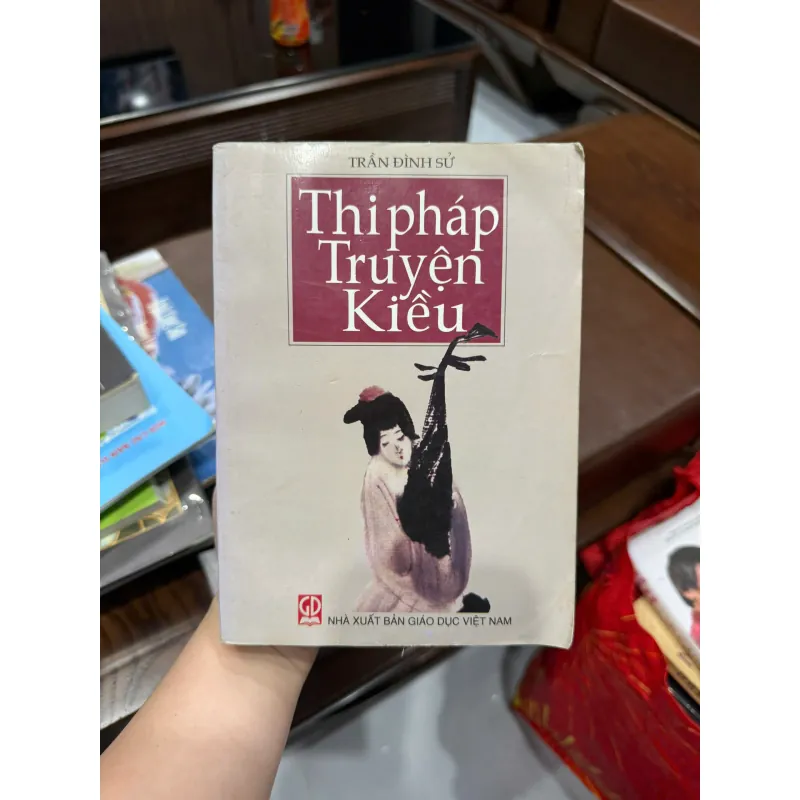 TRẦN ĐÌNH SỬ
Thi pháp
Truyện
Kiều
GD
NHÀ XUẤT BẢN GIÁO DỤC VIỆT NAM